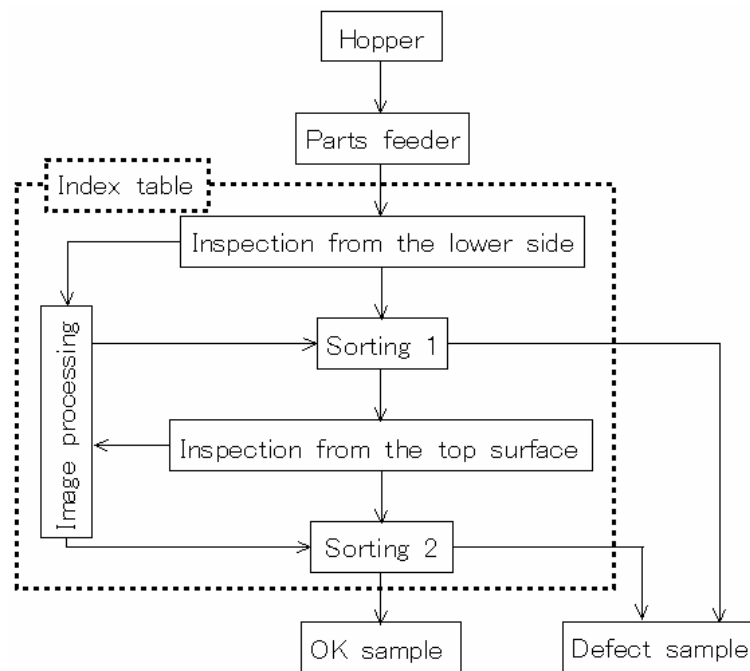 Hopper
Parts feeder
Index table
Inspection from the lower side
Image processing
Sorting 1
Inspection from the top surface
Sorting 2
OK sample
Defect sample